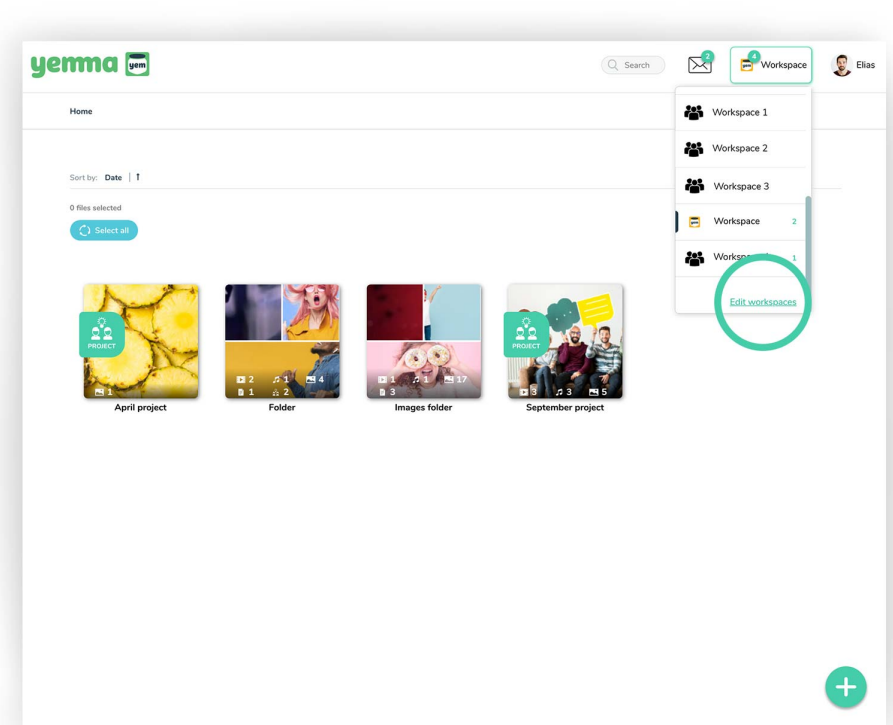 yemma yem
Search
2
4
yem
Workspace
Elias
Home
Workspace 1
Workspace 2
Workspace 3
Workspace 2
Workspace 1
Edit workspaces
Sort by: Date
0 files selected
Select all
PROJECT
1
April project
2 1 4
1 2
Folder
1 1 17
3
Images folder
PROJECT
3 3 5
September project